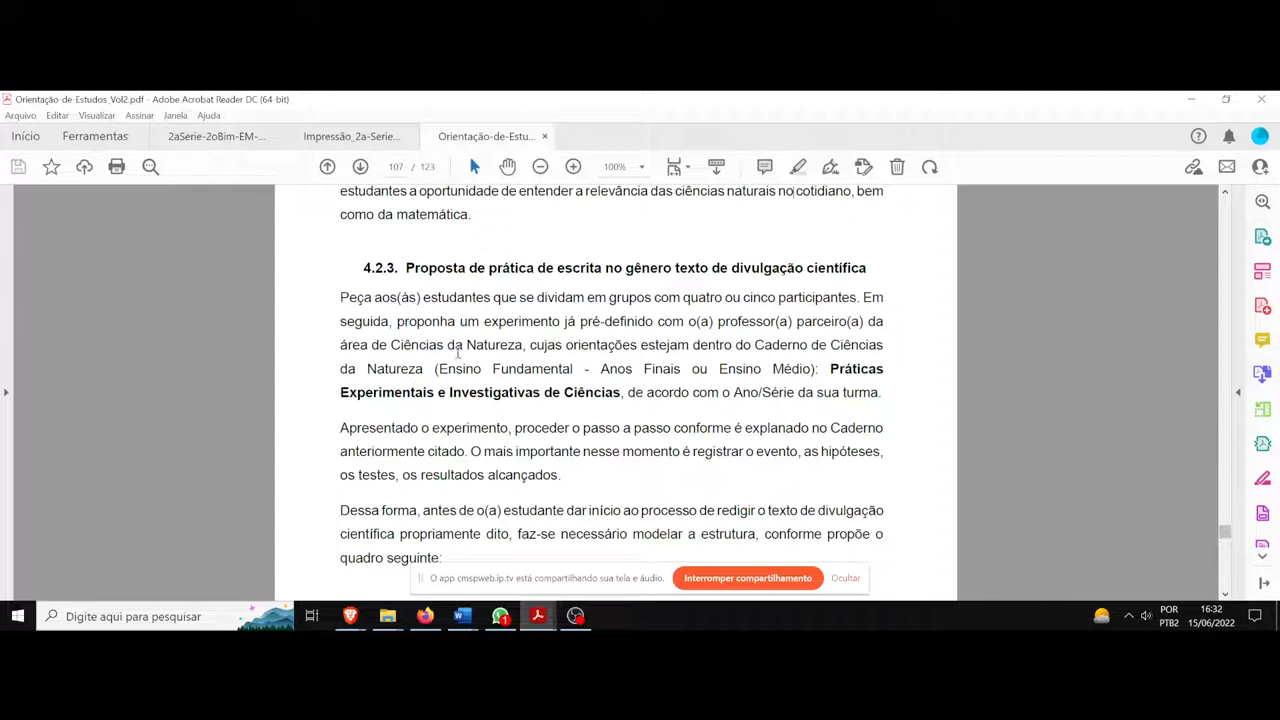 Orientação-de-Estudos_Vol2.pdf - Adobe Acrobat Reader DC (64-bit)
Arquivo Editar Visualizar Assinar Janela Ajuda
Início Ferramentas 2aSerie-2oBim-EM-... Impressão_2a-Serie... Orientação-de-Estu... ×
107 / 123 100%
estudantes a oportunidade de entender a relevância das ciências naturais no cotidiano, bem
como da matemática.
4.2.3. Proposta de prática de escrita no gênero texto de divulgação científica
Peça aos(às) estudantes que se dividam em grupos com quatro ou cinco participantes. Em
seguida, proponha um experimento já pré-definido com o(a) professor(a) parceiro(a) da
área de Ciências da Natureza, cujas orientações estejam dentro do Caderno de Ciências
da Natureza (Ensino Fundamental - Anos Finais ou Ensino Médio): Práticas
Experimentais e Investigativas de Ciências, de acordo com o Ano/Série da sua turma.
Apresentado o experimento, proceder o passo a passo conforme é explanado no Caderno
anteriormente citado. O mais importante nesse momento é registrar o evento, as hipóteses,
os testes, os resultados alcançados.
Dessa forma, antes de o(a) estudante dar início ao processo de redigir o texto de divulgação
científica propriamente dito, faz-se necessário modelar a estrutura, conforme propõe o
quadro seguinte:
O app cmspweb.ip.tv está compartilhando sua tela e áudio. Interromper compartilhamento Ocultar
Digite aqui para pesquisar
1
POR 16:32
PTB2 15/06/2022